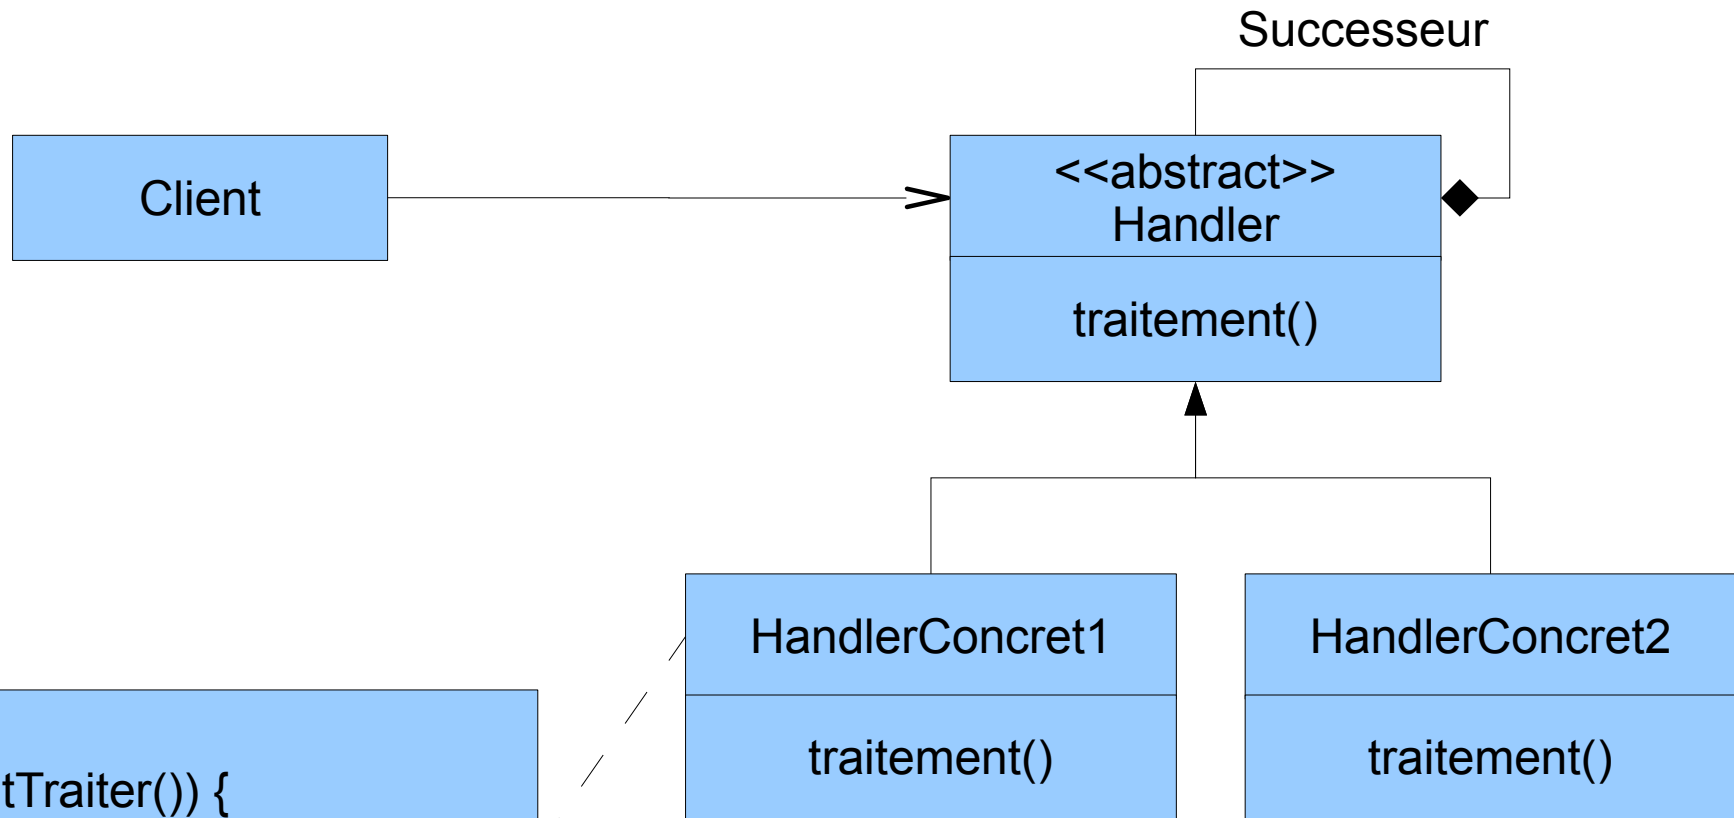 Successeur
Client
<<abstract>>
Handler
traitement()
HandlerConcret1
HandlerConcret2
traitement()
traitement()
tTraiter()) {